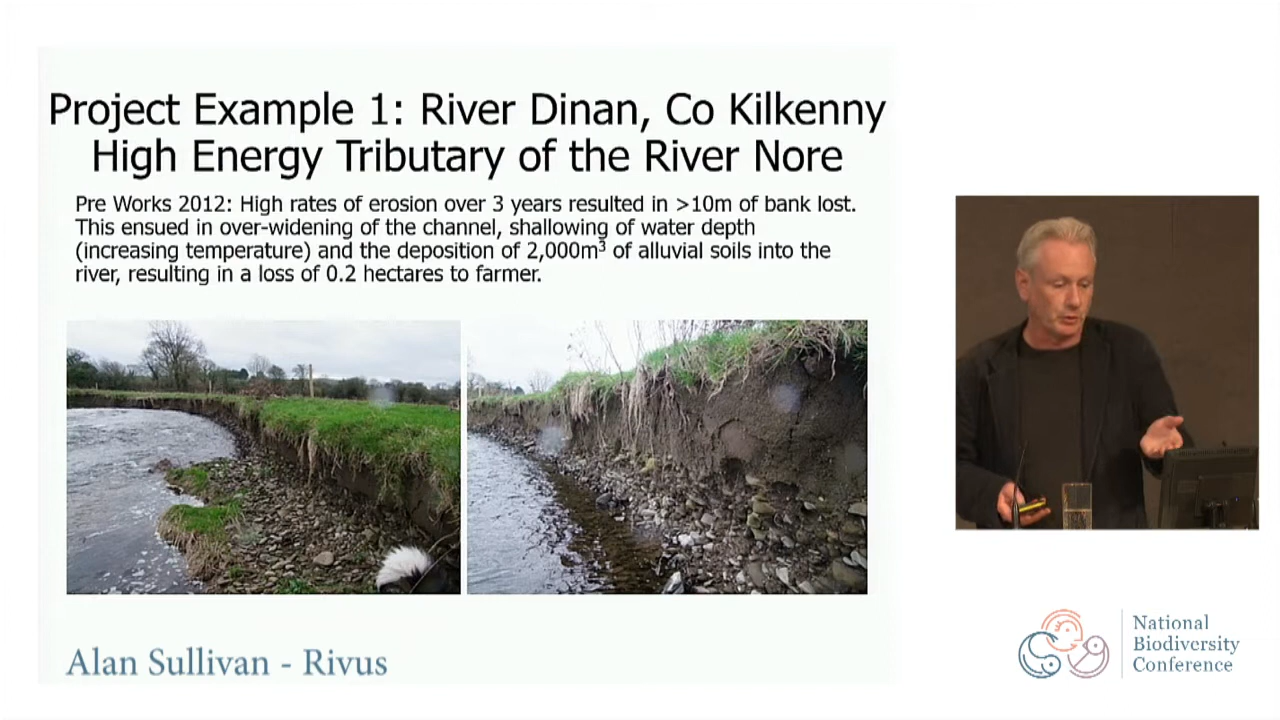 Project Example 1: River Dinan, Co Kilkenny
High Energy Tributary of the River Nore
Pre Works 2012: High rates of erosion over 3 years resulted in >10m of bank lost.
This ensued in over-widening of the channel, shallowing of water depth
(increasing temperature) and the deposition of 2,000m³ of alluvial soils into the
river, resulting in a loss of 0.2 hectares to farmer.
Alan Sullivan - Rivus
National
Biodiversity
Conference